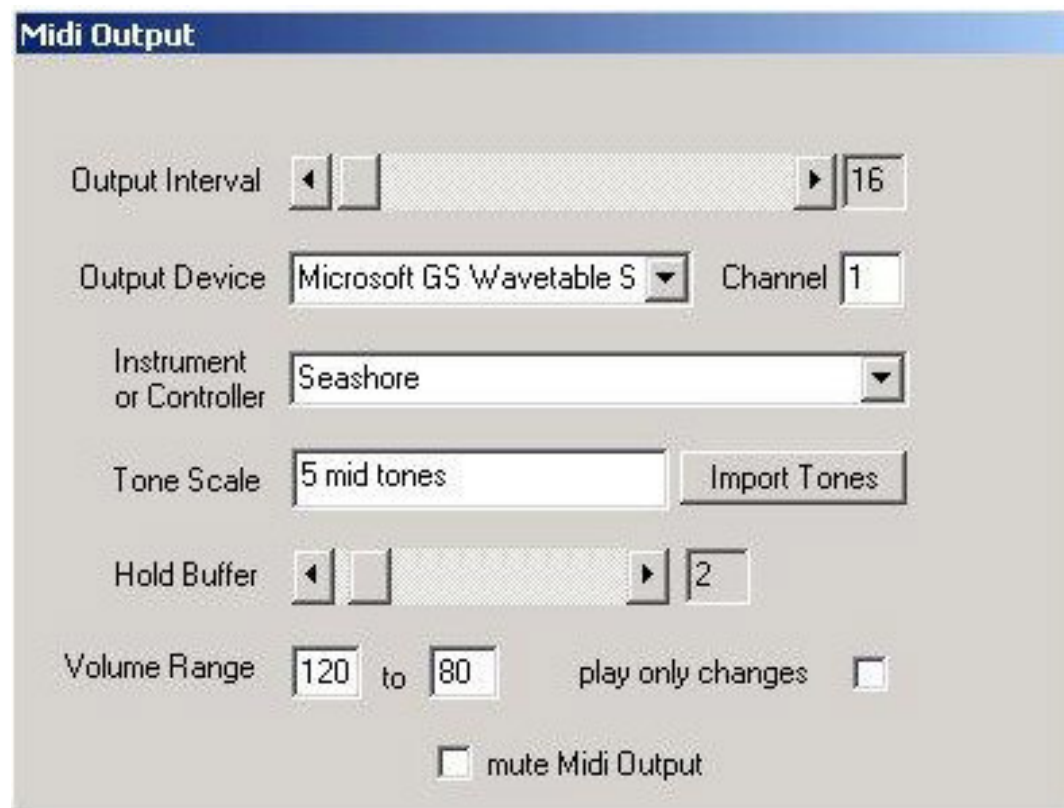 Midi Output
Output Interval 16
Output Device Microsoft GS Wavetable S Channel 1
Instrument
or Controller Seashore
Tone Scale 5 mid tones Import Tones
Hold Buffer 2
Volume Range 120 to 80 play only changes
mute Midi Output